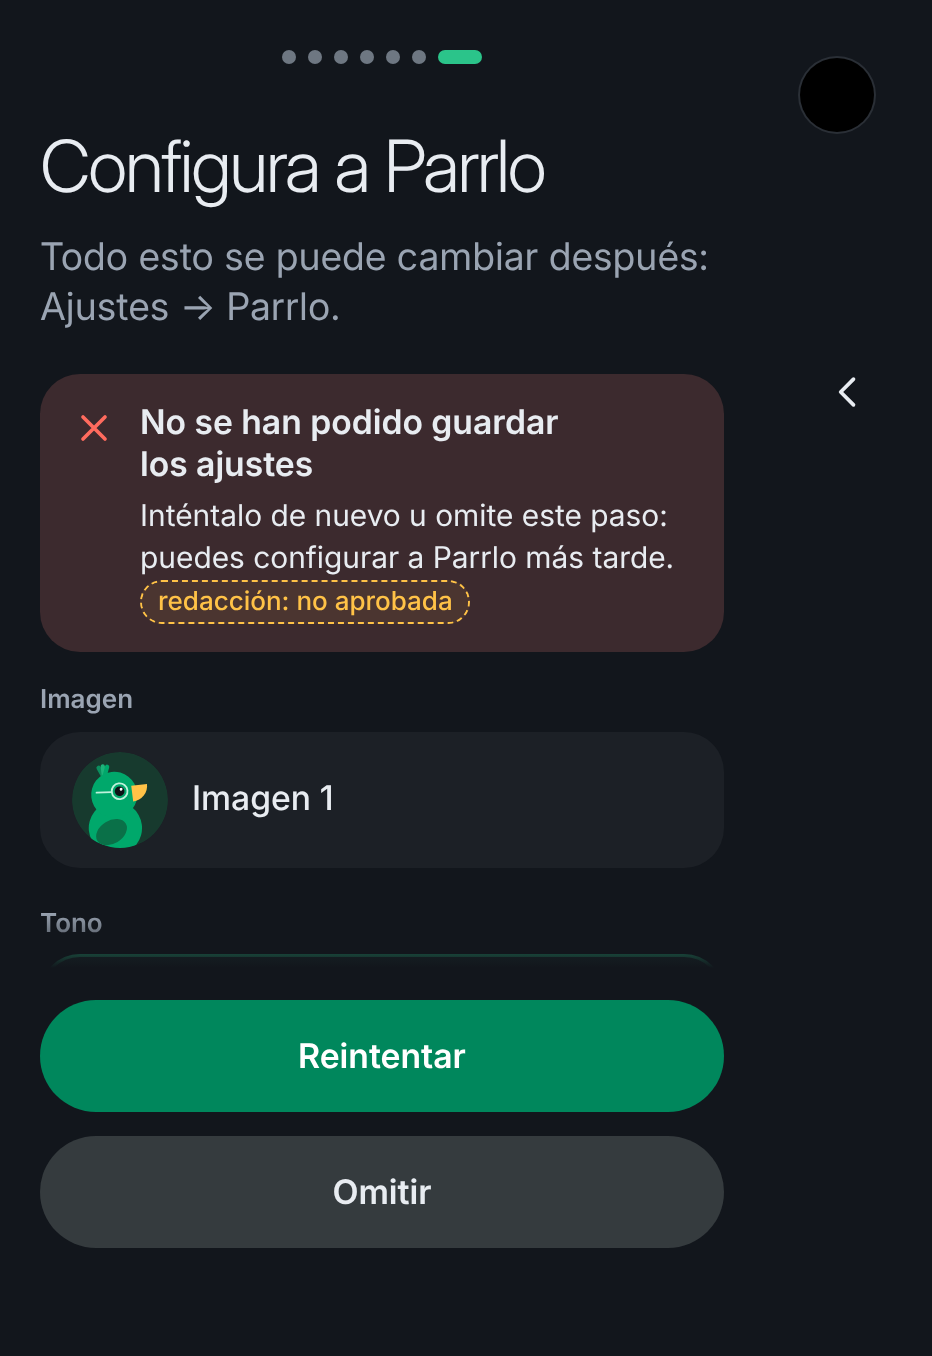 Configura a Parrlo
Todo esto se puede cambiar después:
Ajustes → Parrlo.
No se han podido guardar
los ajustes
Inténtalo de nuevo u omite este paso:
puedes configurar a Parrlo más tarde.
redacción: no aprobada
Imagen
Imagen 1
Tono
Reintentar
Omitir